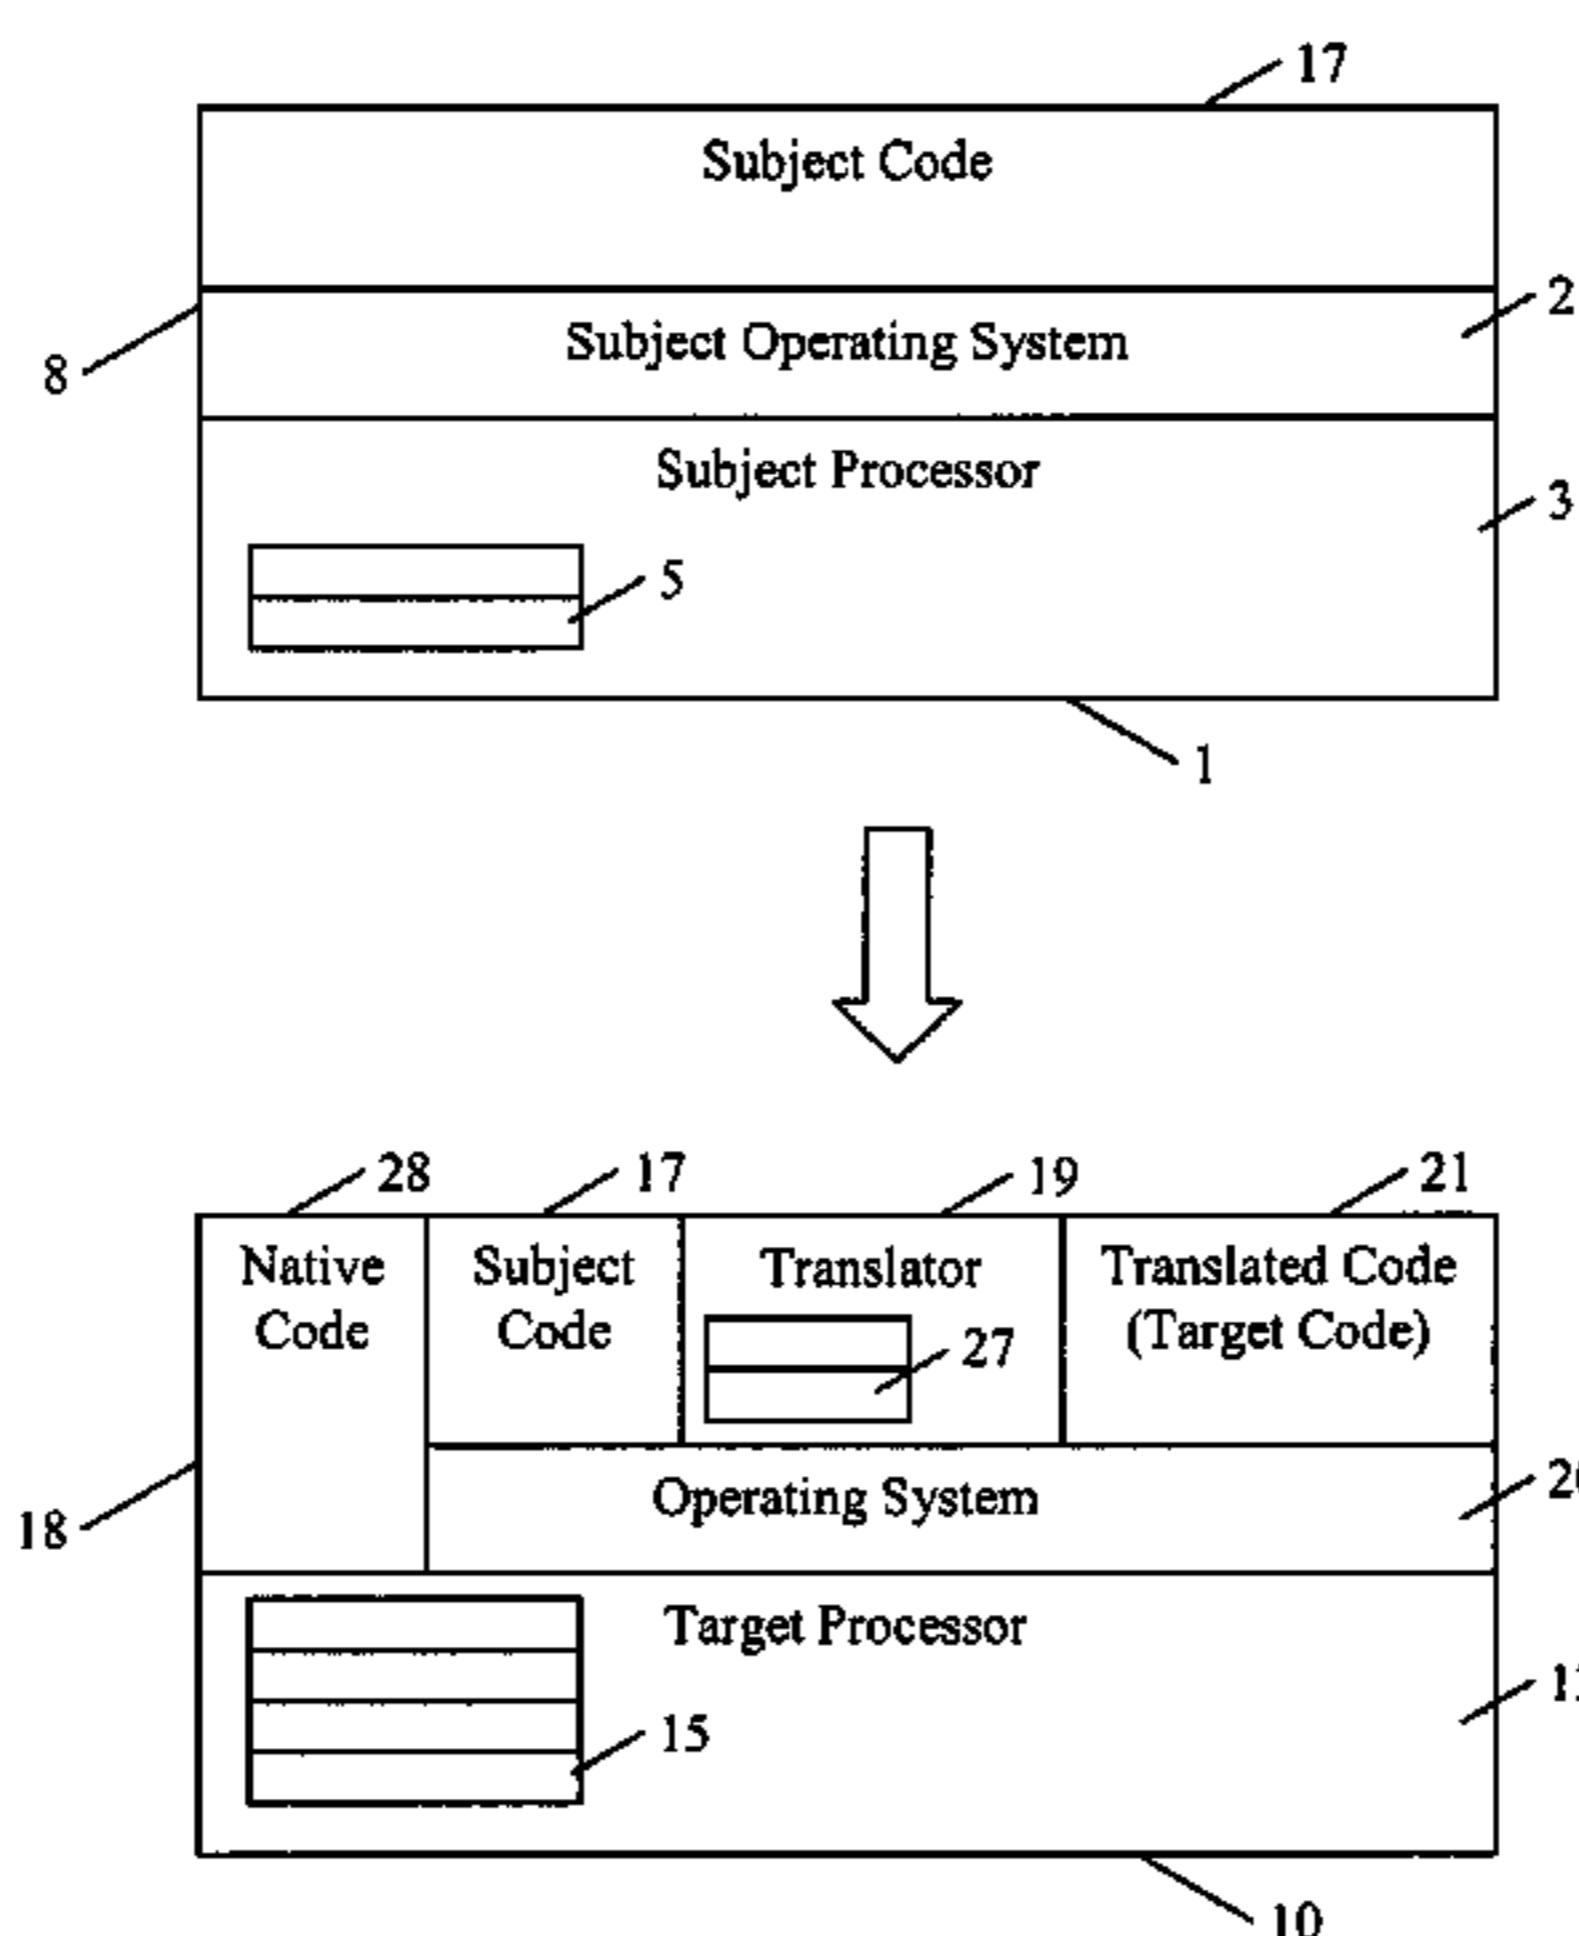 17
Subject Code
2
Subject Operating System
8
Subject Processor
3
5
1
28
17
19
21
Native
Code
Subject
Code
Translator
Translated Code
(Target Code)
27
Operating System
18
Target Processor
15
10